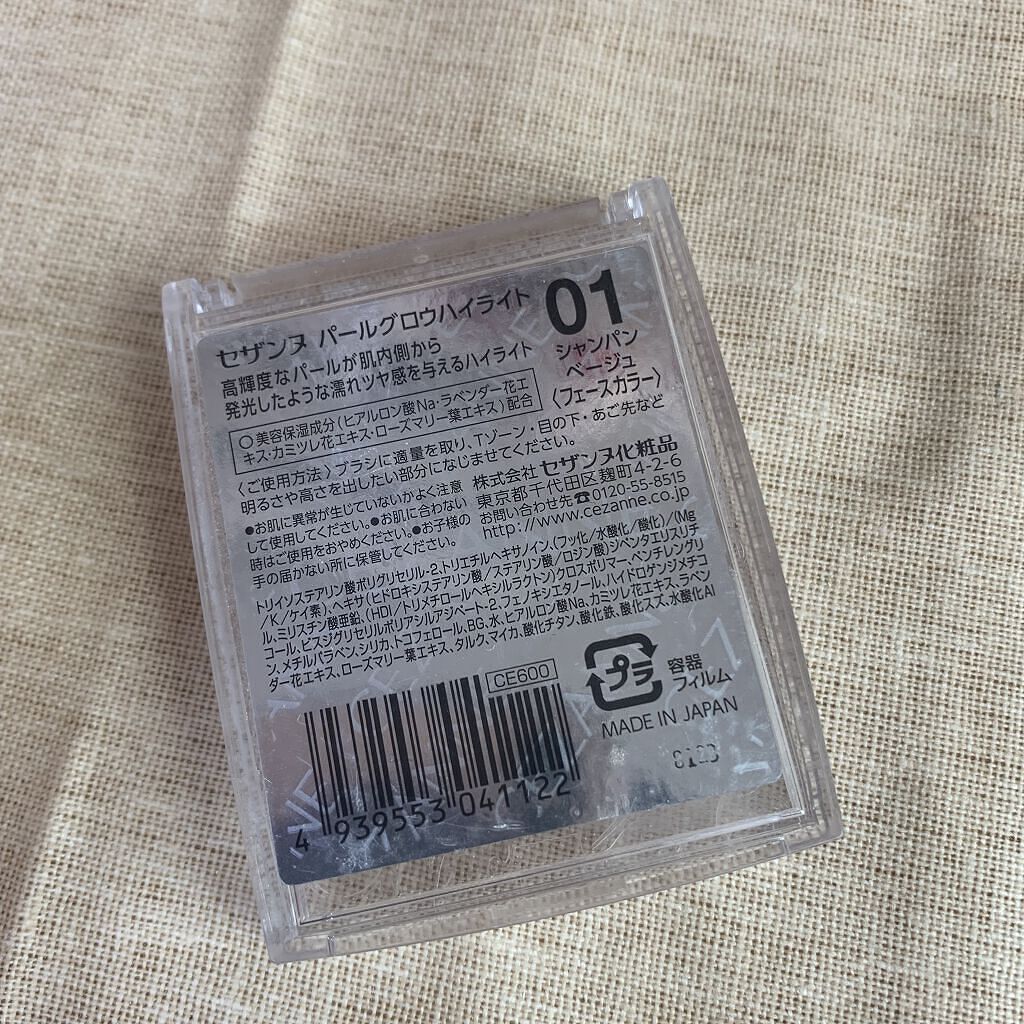 セザンヌ パールグロウハイライト
高輝度なパールが肌内側から
発光したような濡れツヤ感を与えるハイライト
01
シャンパン
ベージュ
〈フェースカラー〉
○美容保湿成分(ヒアルロン酸Na・ラベンダー花エ
キス・カミツレ花エキス・ローズマリー葉エキス)配合
〈ご使用方法〉ブラシに適量を取り、Tゾーン・目の下・あご先など
明るさや高さを出したい部分になじませてください。
●お肌に異常が生じていないかよく注意
して使用してください。●お肌に合わない
時はご使用をおやめください。●お子様の
手の届かない所に保管してください。
株式会社セザンヌ化粧品
東京都千代田区麹町4-2-6
お問い合わせ先☎0120-55-8515
http://www.cezanne.co.jp
トリイソステアリン酸ポリグリセリル-2、トリエチルヘキサノイン、(フッ化/水酸化/酸化)/(Mg
/K/ケイ素)、ヘキサ(ヒドロキシステアリン酸/ステアリン酸/ロジン酸)ジペンタエリスリチ
ル、ミリスチン酸亜鉛、(HDI/トリメチロールヘキシルラクトン)クロスポリマー、ペンチレングリ
コール、ビスジグリセリルポリアシルアジペート-2、フェノキシエタノール、ハイドロゲンジメチコ
ン、メチルパラベン、シリカ、トコフェロール、BG、水、ヒアルロン酸Na、カミツレ花エキス、ラベン
ダー花エキス、ローズマリー葉エキス、タルク、マイカ、酸化チタン、酸化鉄、酸化スズ、水酸化Al
CE600
プラ
容器
フィルム
MADE IN JAPAN
4 939553 041122